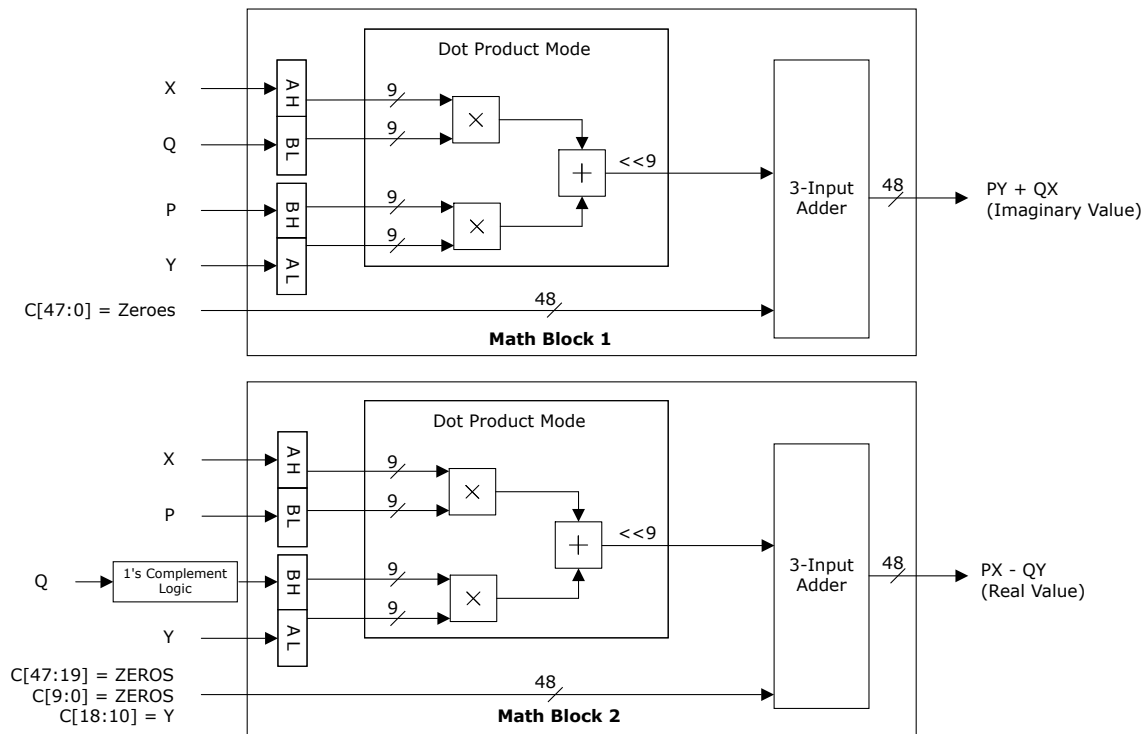 Dot Product Mode
X
AH
9
×
Q
BL
9
+
<<9
3-Input
Adder
48
PY + QX
(Imaginary Value)
P
BH
9
×
9
Y
AL
C[47:0] = Zeroes
48
Math Block 1
Dot Product Mode
X
AH
9
×
P
BL
9
+
<<9
3-Input
Adder
48
PX - QY
(Real Value)
Q
1's Complement
Logic
BH
9
×
9
Y
AL
C[47:19] = ZEROS
C[9:0] = ZEROS
C[18:10] = Y
48
Math Block 2